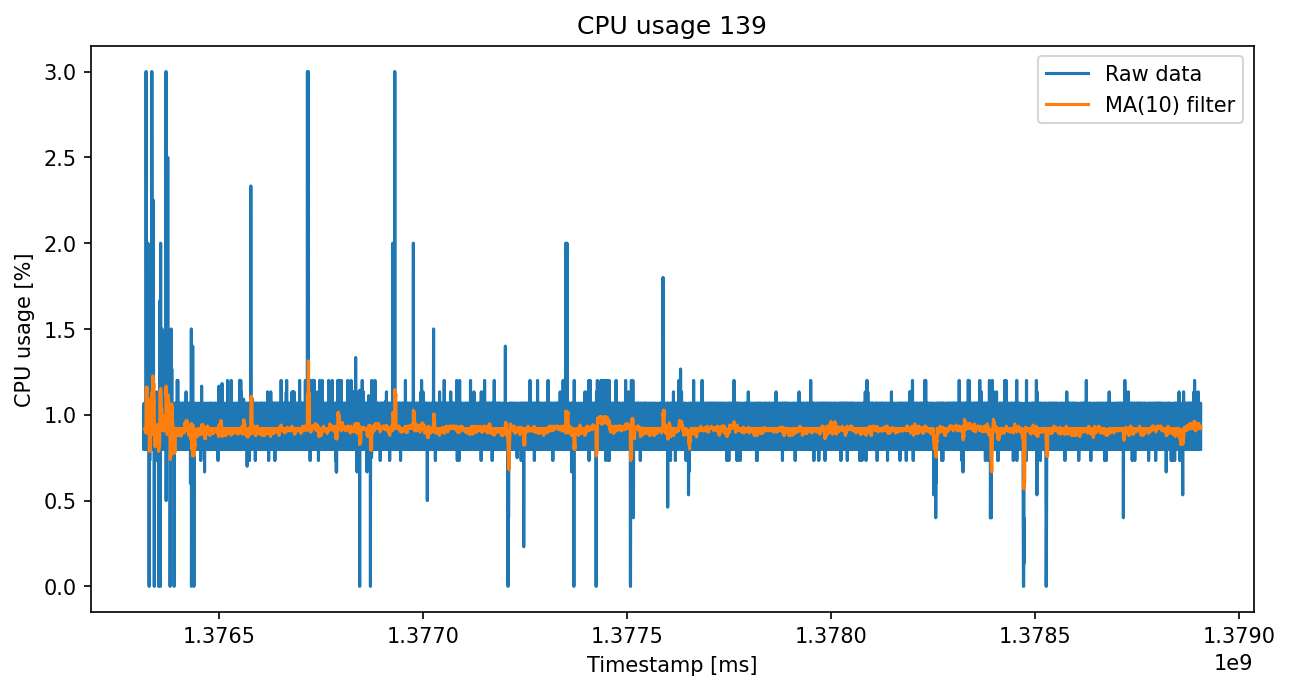 CPU usage 139
Raw data
MA(10) filter
CPU usage [%]
3.0
2.5
2.0
1.5
1.0
0.5
0.0
1.3765 1.3770 1.3775 1.3780 1.3785 1.3790
Timestamp [ms]
1e9